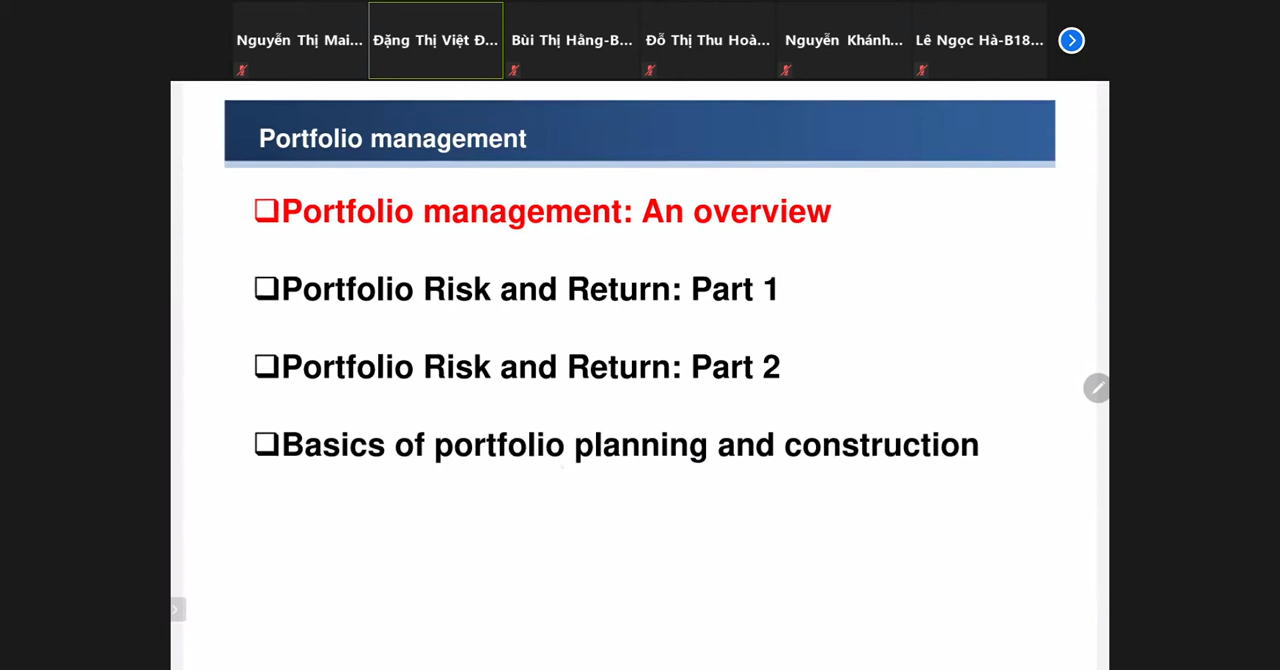 Nguyễn Thị Mai...
Đặng Thị Việt Đ...
Bùi Thị Hằng-B...
Đỗ Thị Thu Hoà...
Nguyễn Khánh...
Lê Ngọc Hà-B18...
Portfolio management
❑Portfolio management: An overview
❑Portfolio Risk and Return: Part 1
❑Portfolio Risk and Return: Part 2
❑Basics of portfolio planning and construction